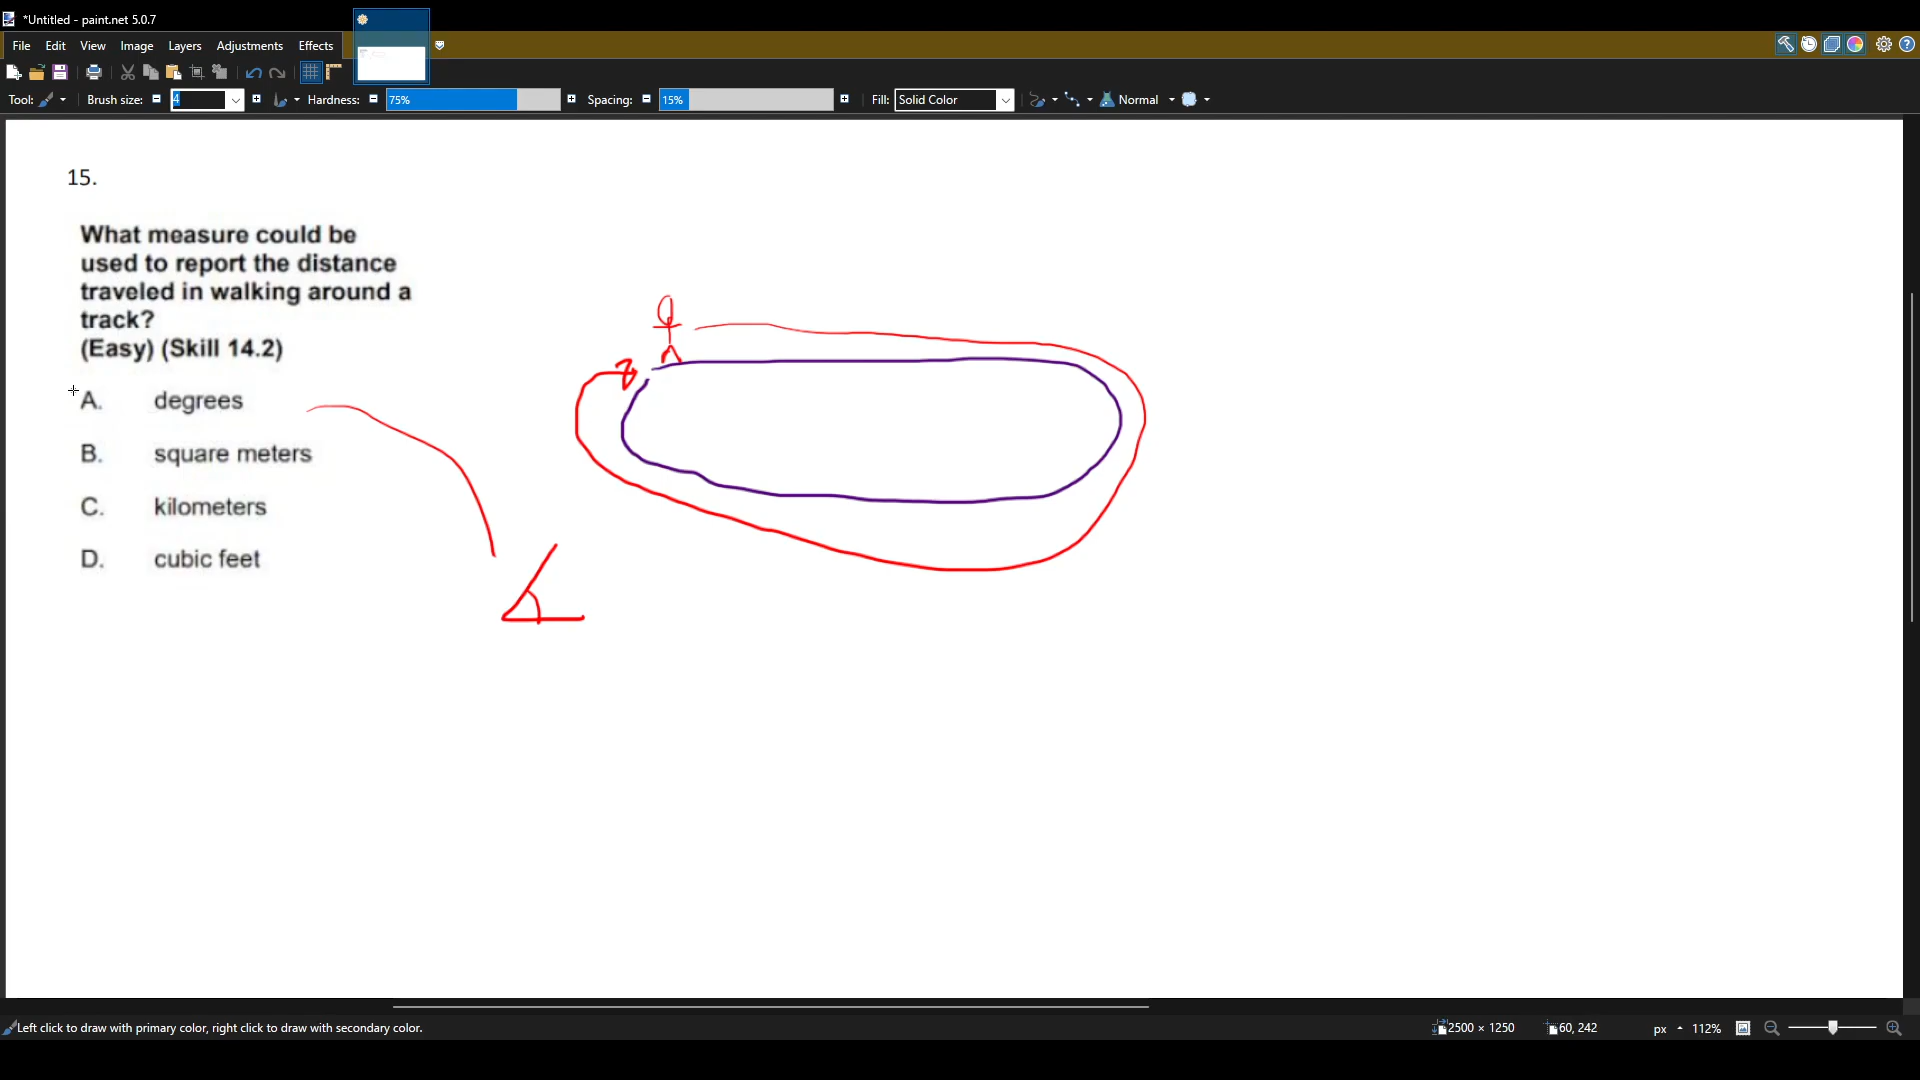 *Untitled - paint.net 5.0.7
File Edit View Image Layers Adjustments Effects
Tool: Brush size: 4 Hardness: 75% Spacing: 15% Fill: Solid Color Normal
15.
What measure could be
used to report the distance
traveled in walking around a
track?
(Easy) (Skill 14.2)
A. degrees
B. square meters
C. kilometers
D. cubic feet
Left click to draw with primary color, right click to draw with secondary color. 2500 × 1250 60, 242 px 112%